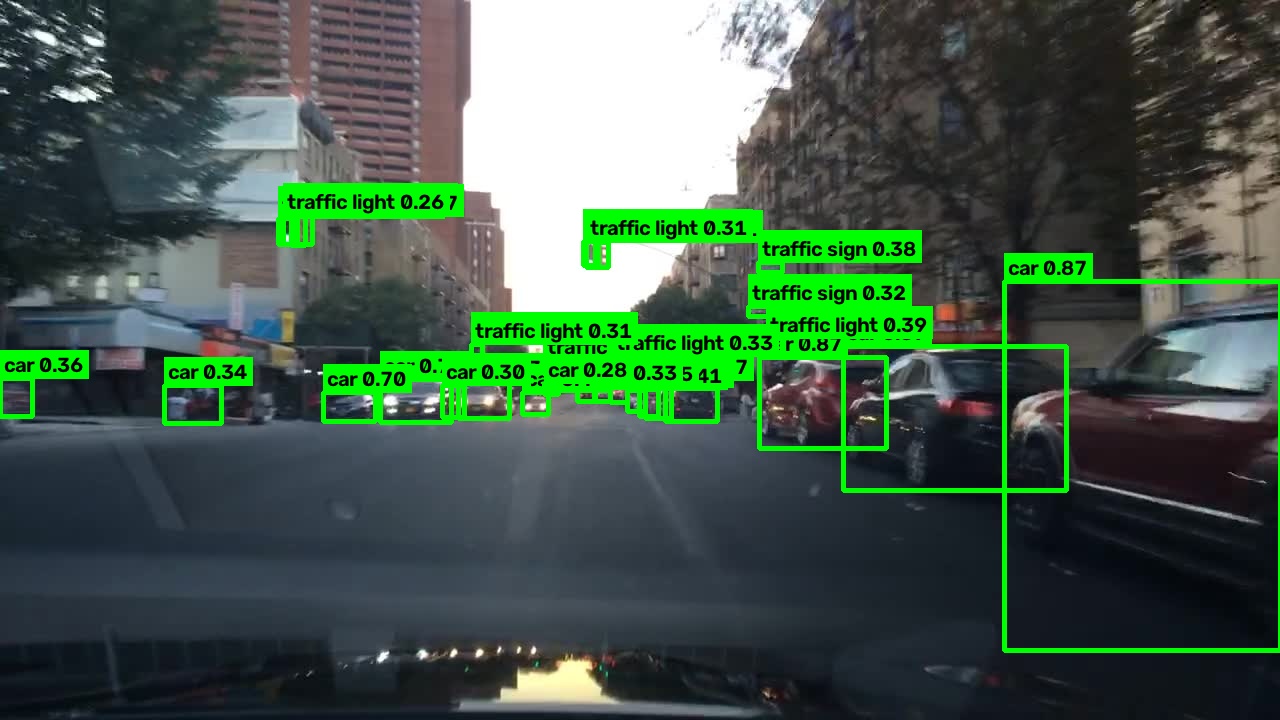 traffic light 0.26
traffic light 0.31
traffic sign 0.38
car 0.87
traffic sign 0.32
traffic light 0.39
traffic light 0.31
traffic light 0.33
car 0.36
car 0.34
car 0.70
car 0.30
car 0.28
0.33
41